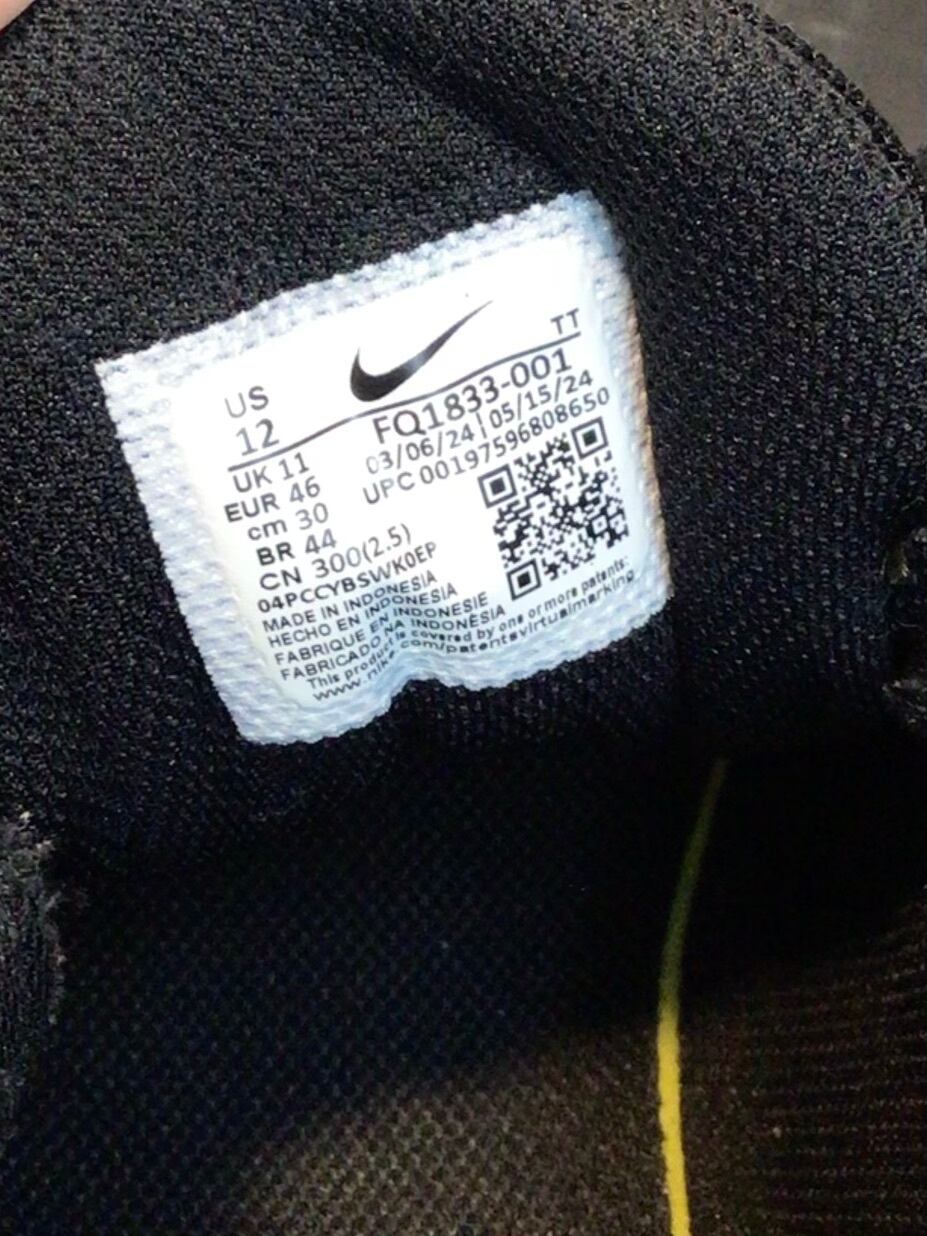 TT
US
12
FQ1833-001
03/06/24|05/15/24
UPC 00197596808650
UK 11
EUR 46
cm 30
BR 44
CN 300(2.5)
04PCCYBSWK0EP
MADE IN INDONESIA
HECHO EN INDONESIA
FABRIQUE EN INDONESIE
FABRICADO NA INDONESIA
This product is covered by one or more patents:
www.nike.com/patentsvirtualmarking